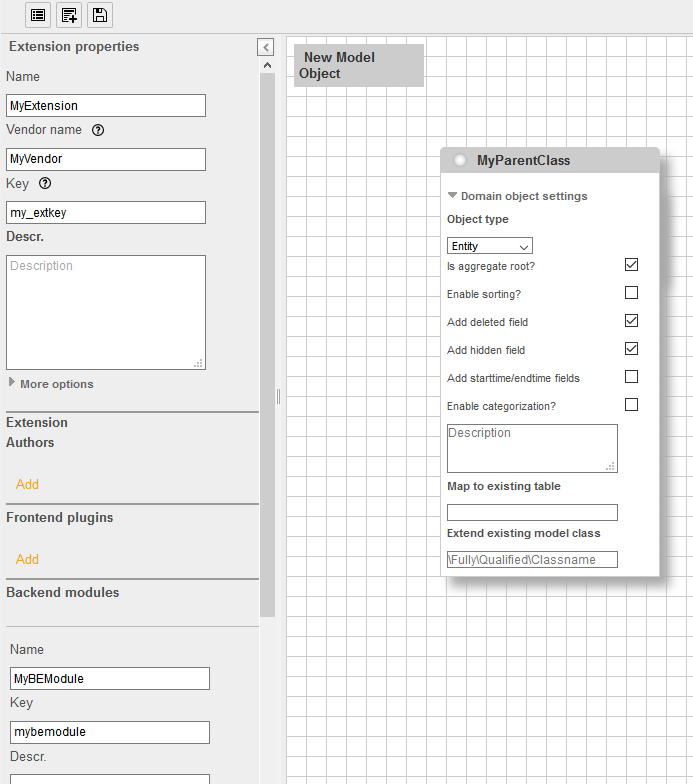 Extension properties
Name
MyExtension
Vendor name
MyVendor
Key
my_extkey
Descr.
Description
More options
Extension
Authors
Add
Frontend plugins
Add
Backend modules
Name
MyBEModule
Key
mybemodule
Descr.
New Model
Object
MyParentClass
Domain object settings
Object type
Entity
Is aggregate root?
Enable sorting?
Add deleted field
Add hidden field
Add starttime/endtime fields
Enable categorization?
Description
Map to existing table
Extend existing model class
\Fully\Qualified\Classname